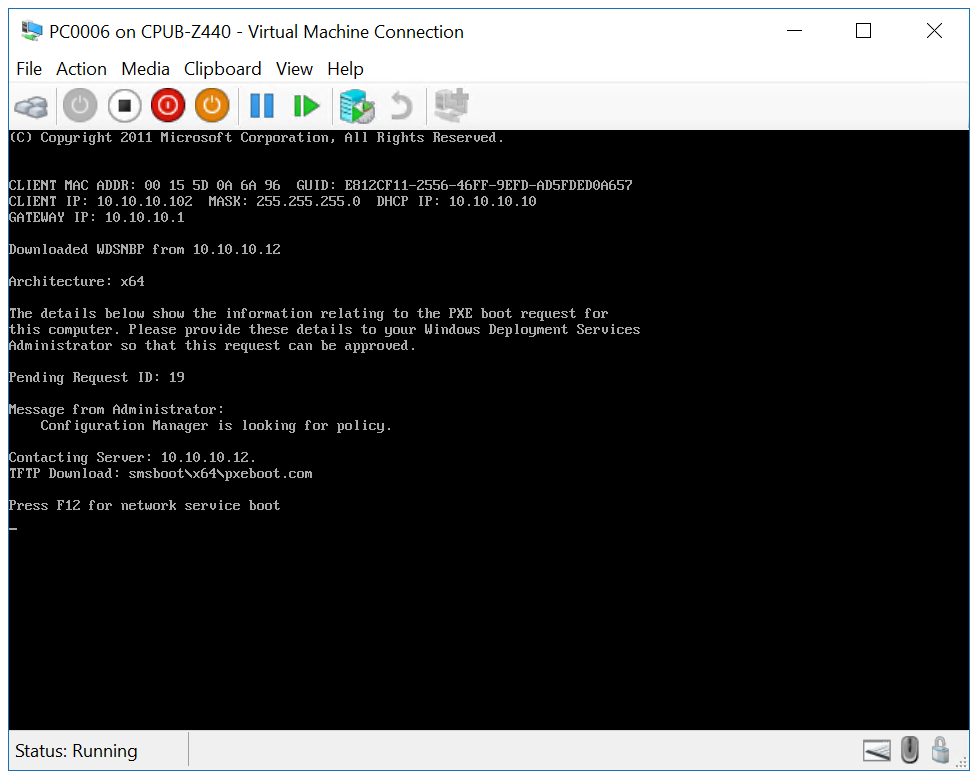 PC0006 on CPUB-Z440 - Virtual Machine Connection
File Action Media Clipboard View Help
(C) Copyright 2011 Microsoft Corporation, All Rights Reserved.
CLIENT MAC ADDR: 00 15 5D 0A 6A 96  GUID: E812CF11-2556-46FF-9EFD-AD5FDED0A657
CLIENT IP: 10.10.10.102  MASK: 255.255.255.0  DHCP IP: 10.10.10.10
GATEWAY IP: 10.10.10.1
Downloaded WDSNBP from 10.10.10.12
Architecture: x64
The details below show the information relating to the PXE boot request for
this computer. Please provide these details to your Windows Deployment Services
Administrator so that this request can be approved.
Pending Request ID: 19
Message from Administrator:
Configuration Manager is looking for policy.
Contacting Server: 10.10.10.12.
TFTP Download: smsboot\x64\pxeboot.com
Press F12 for network service boot
_
Status: Running